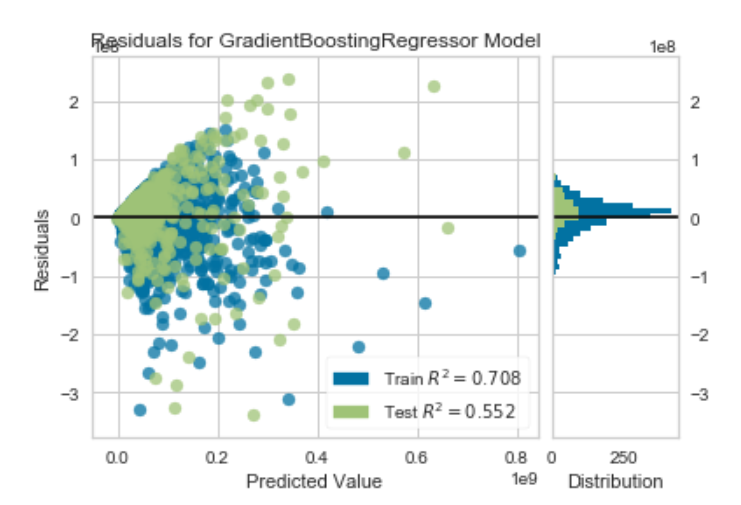 Residuals for GradientBoostingRegressor Model
1e8
1e8
2
1
0
−1
−2
−3
2
1
0
−1
−2
−3
Residuals
Train R² = 0.708
Test R² = 0.552
0.0 0.2 0.4 0.6 0.8
1e9
Predicted Value
0 250
Distribution